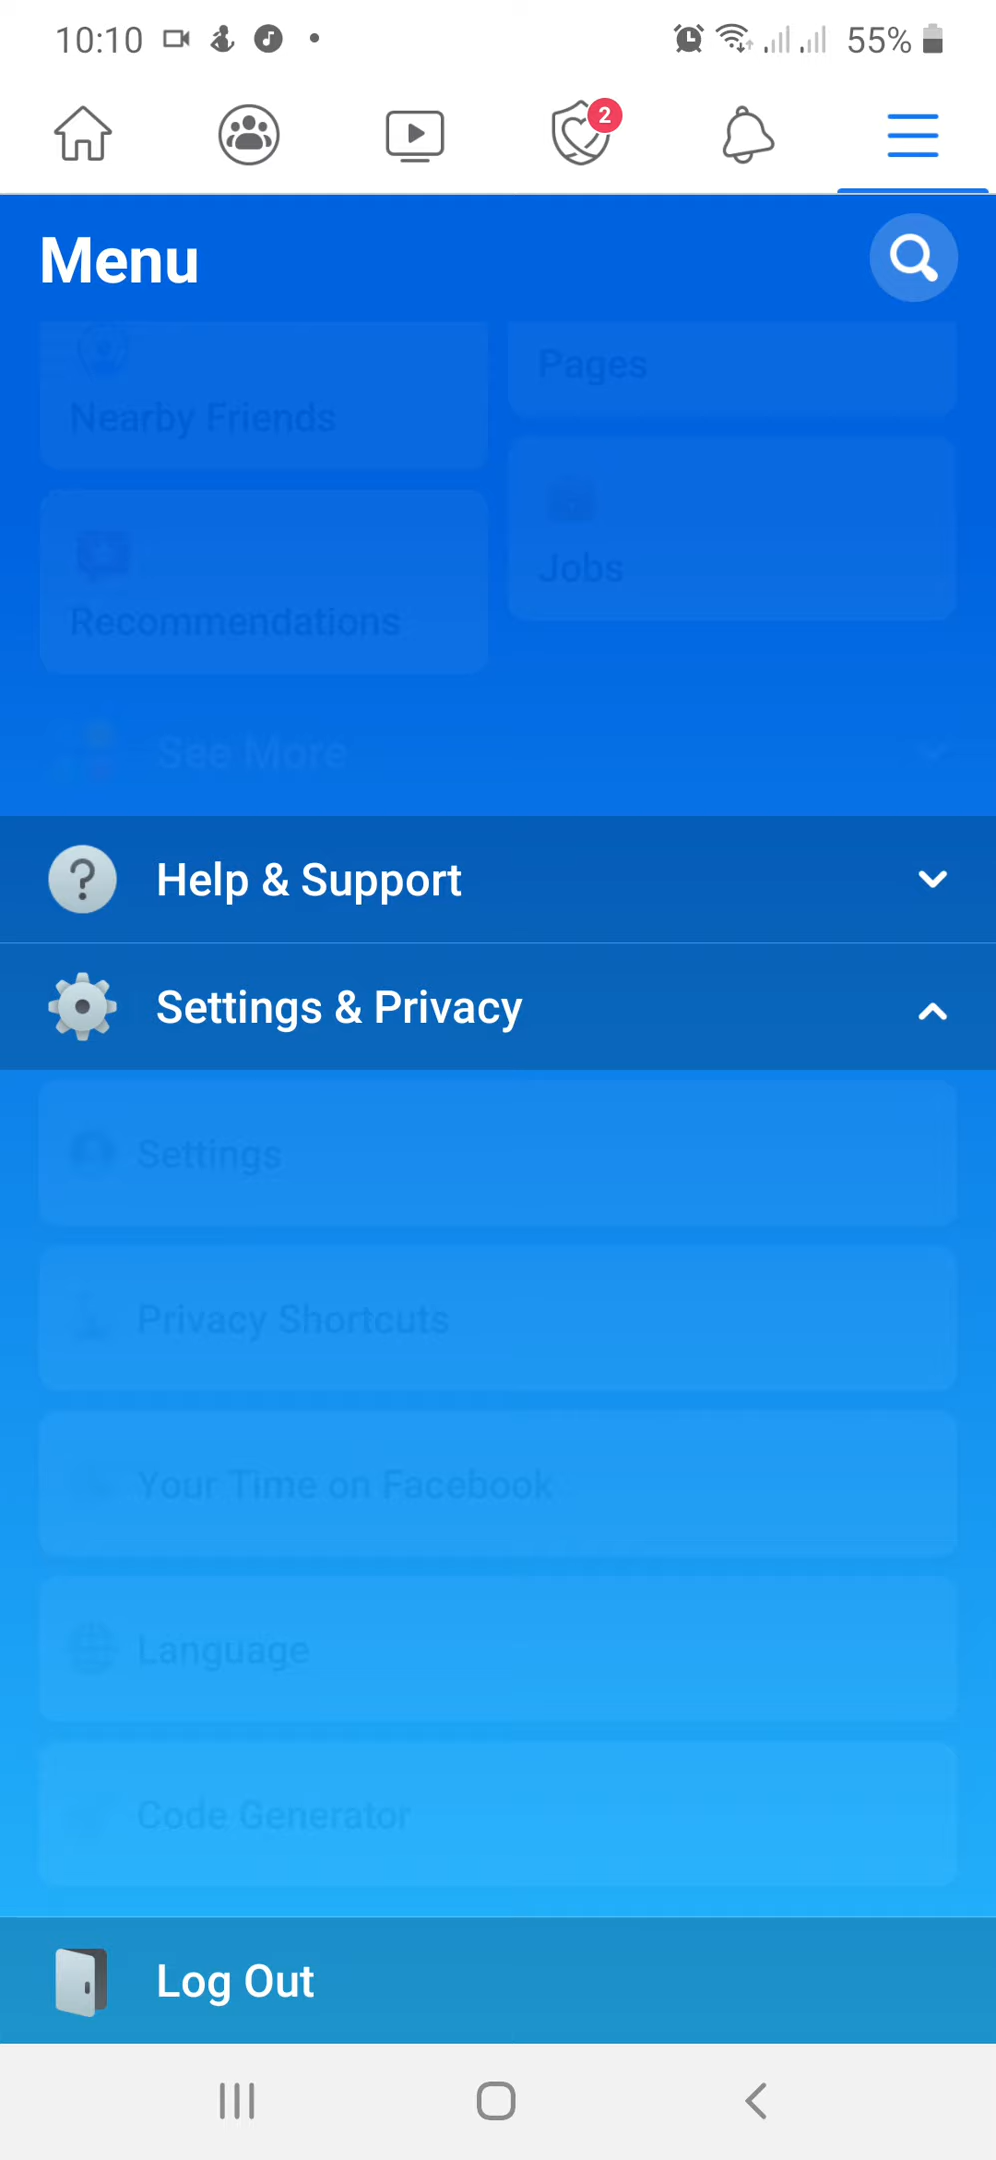 10:10 55%
2
Menu
Pages
Nearby Friends
Jobs
Recommendations
See More
Help & Support
Settings & Privacy
Settings
Privacy Shortcuts
Your Time on Facebook
Language
Code Generator
Log Out